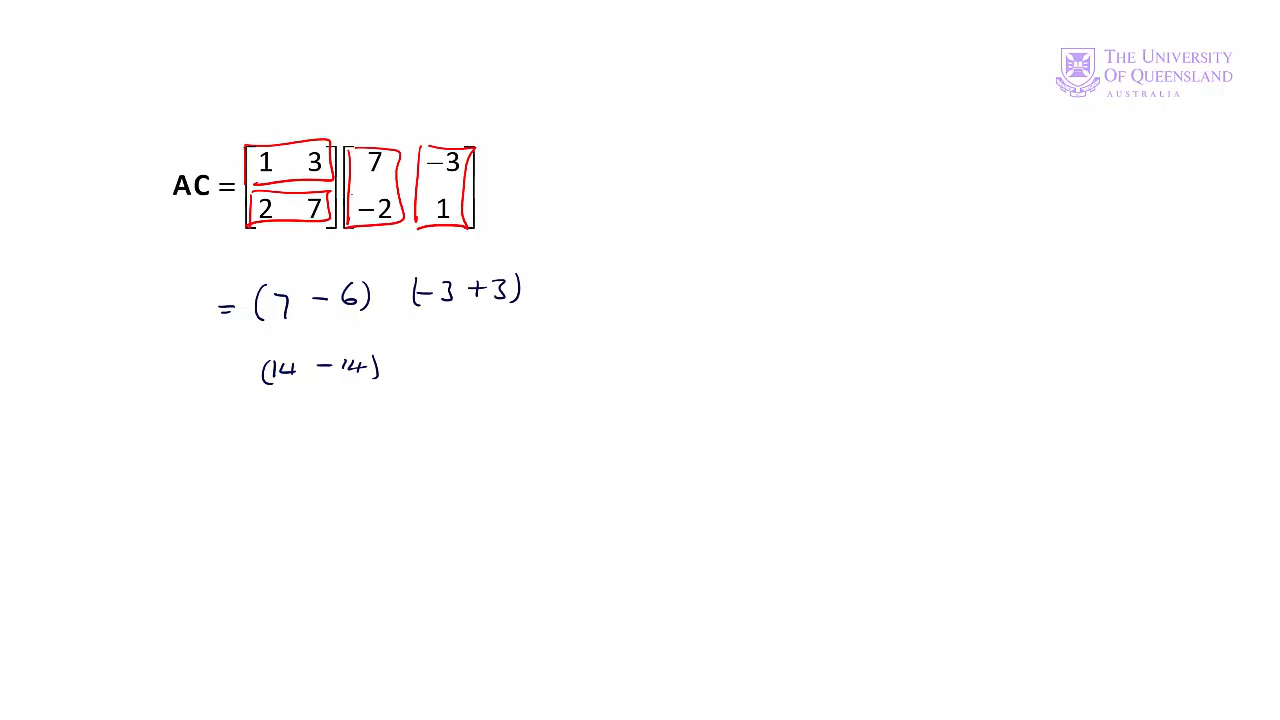 THE UNIVERSITY
OF QUEENSLAND
AUSTRALIA
AC = [1 3] [7 −3]
[2 7] [−2 1]
= (7 − 6) (−3 + 3)
(14 − 14)